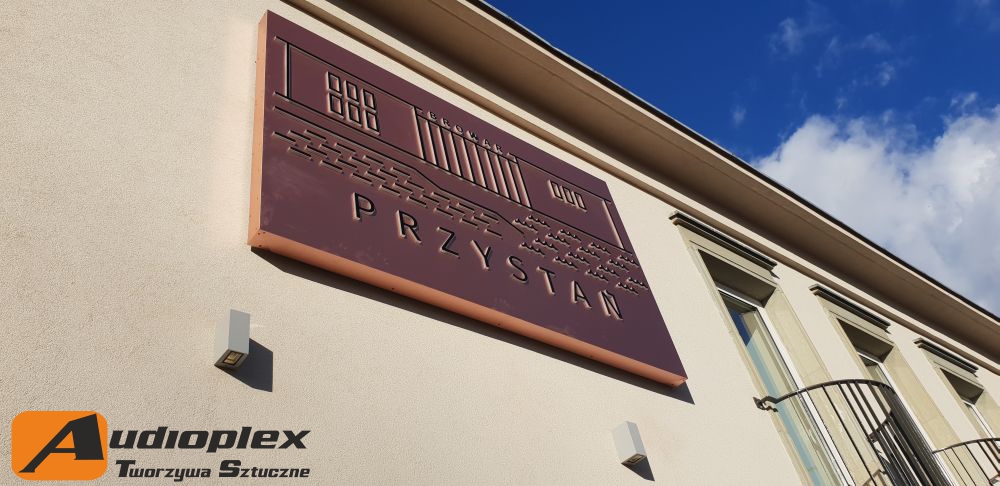 BROWAR
PRZYSTAŃ
Audioplex
Tworzywa Sztuczne